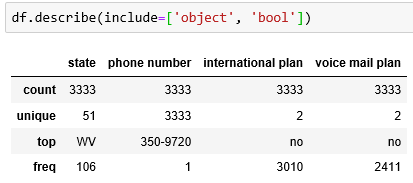 df.describe(include=['object', 'bool'])
state phone number international plan voice mail plan
count 3333 3333 3333 3333
unique 51 3333 2 2
top WV 350-9720 no no
freq 106 1 3010 2411